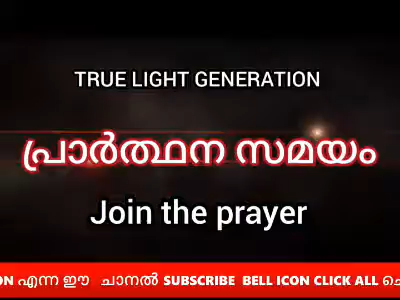 TRUE LIGHT GENERATION
പ്രാർത്ഥന സമയം
Join the prayer
ON എന്ന ഈ ചാനൽ SUBSCRIBE BELL ICON CLICK ALL ചെ